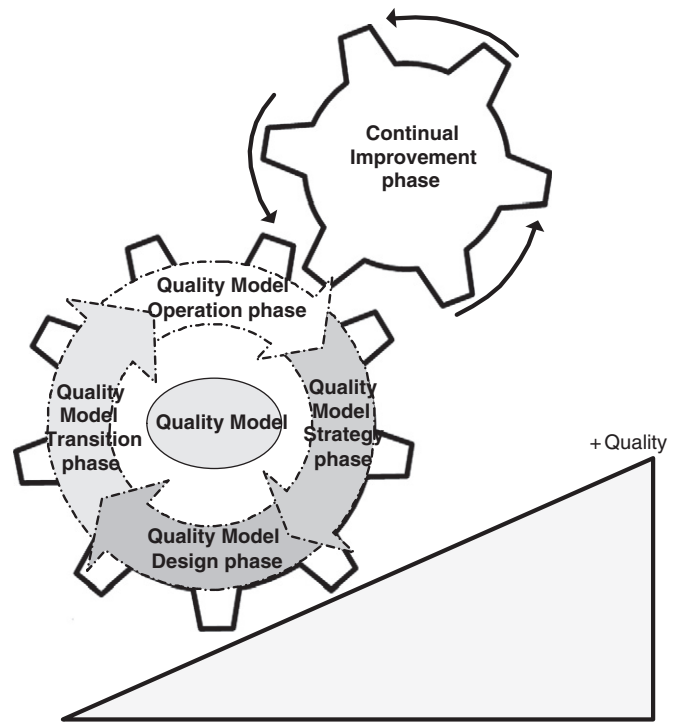 Continual
Improvement
phase
Quality Model
Operation phase
Quality
Model
Transition
phase
Quality Model
Quality
Model
Strategy
phase
Quality Model
Design phase
+ Quality